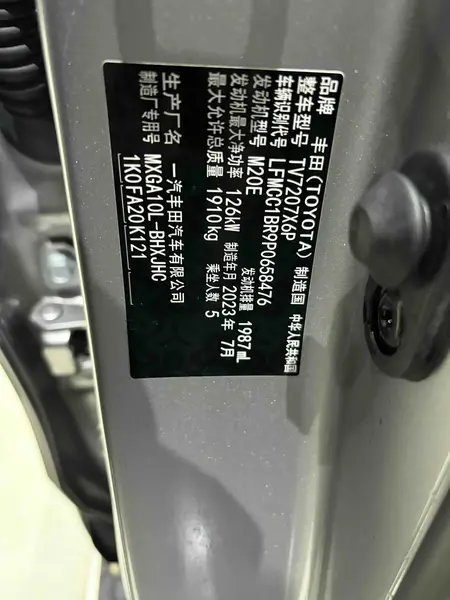 品牌 丰田(TOYOTA) 制造国 中华人民共和国
整车型号 TV7207X6P
车辆识别代号 LFMCC1BR9P0658476
发动机型号 M20E 发动机排量 1987mL
发动机最大净功率 126kW 制造年月 2023年 7月
最大允许总质量 1910kg 乘坐人数 5
生产厂名 一汽丰田汽车有限公司
制造厂专用号 MXGA10L-BHXJHC
1K0FA20K121